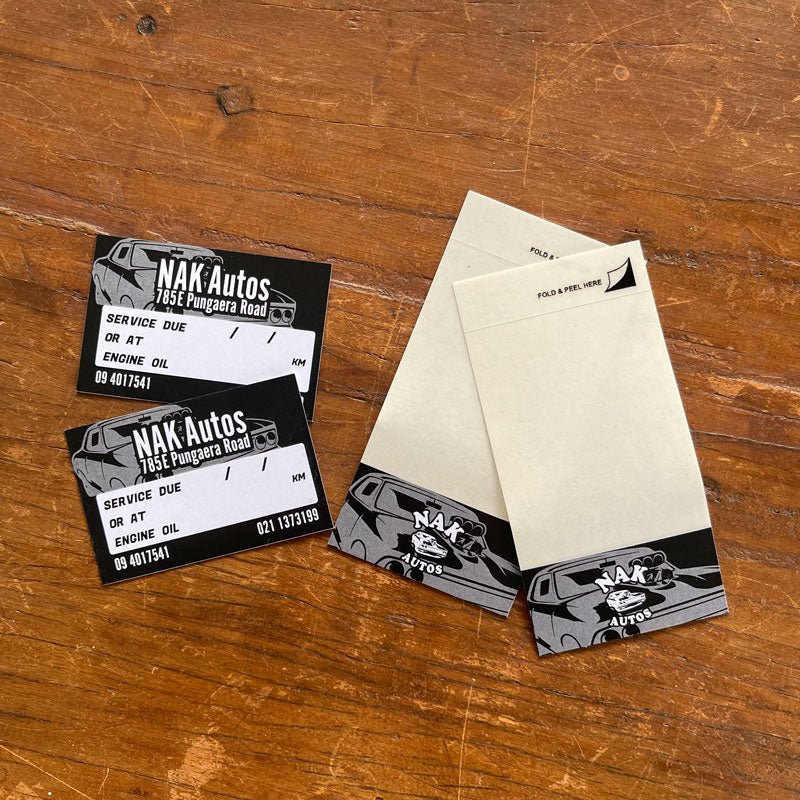 NAK Autos
785E Pungaera Road
SERVICE DUE / /
OR AT
KM
ENGINE OIL
09 4017541
NAK Autos
785E Pungaera Road
SERVICE DUE / /
OR AT
KM
ENGINE OIL
09 4017541
021 1373199
FOLD &
NAK
AUTOS
FOLD & PEEL HERE
NAK
AUTOS